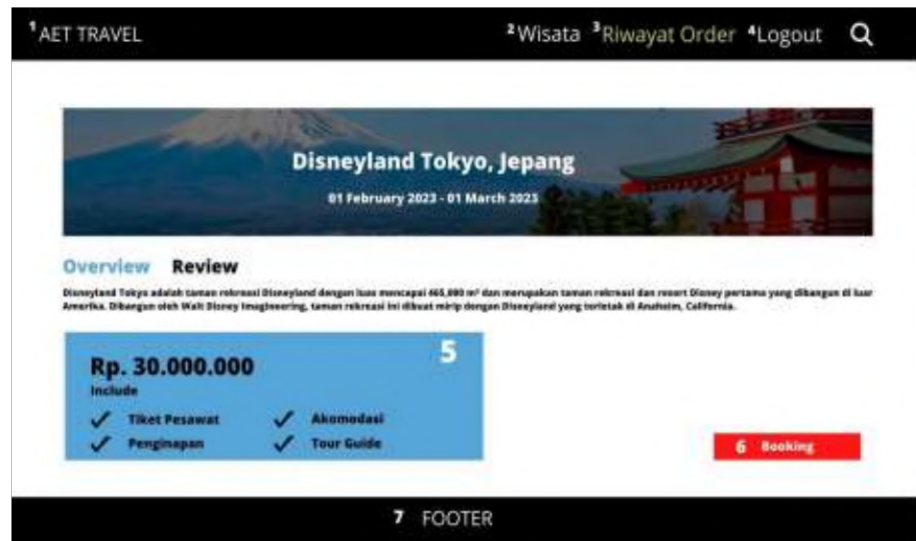 1 AET TRAVEL
2 Wisata 3 Riwayat Order 4 Logout
Disneyland Tokyo, Jepang
01 February 2023 - 01 March 2023
Overview Review
Disneyland Tokyo adalah taman rekreasi Disneyland dengan luas mencapai 465,000 m² dan merupakan taman rekreasi dan resort Disney pertama yang dibangun di luar
Amerika. Dibangun oleh Walt Disney Imagineering, taman rekreasi ini dibuat mirip dengan Disneyland yang terletak di Anaheim, California.
5
Rp. 30.000.000
Include
Tiket Pesawat Akomodasi
Penginapan Tour Guide
6 Booking
7 FOOTER